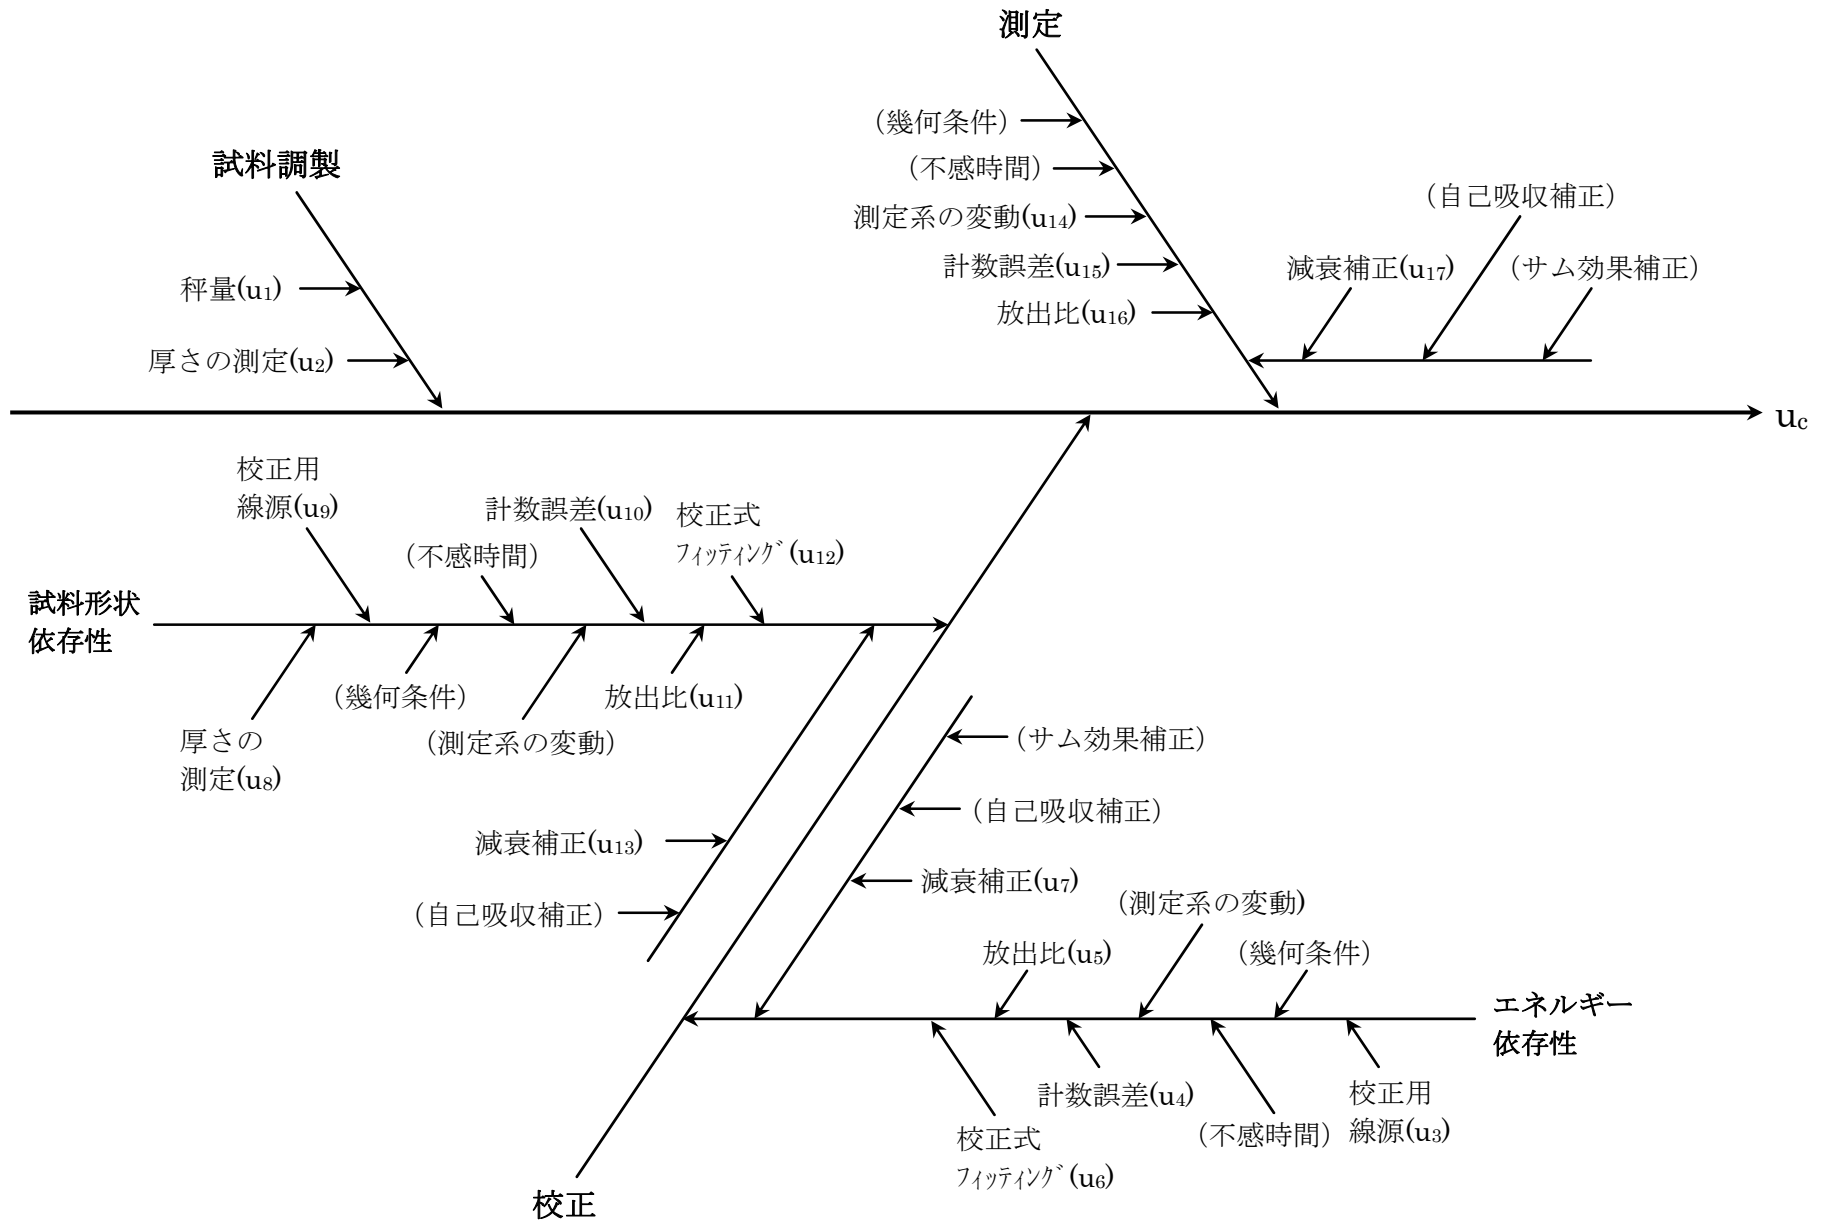 測定
(幾何条件)
試料調製
(不感時間)
(自己吸収補正)
測定系の変動(u14)
計数誤差(u15)
減衰補正(u17)
(サム効果補正)
秤量(u1)
放出比(u16)
厚さの測定(u2)
uc
校正用
線源(u9)
計数誤差(u10)
校正式
ﾌｨｯﾃｨﾝｸﾞ(u12)
(不感時間)
試料形状
依存性
(幾何条件)
放出比(u11)
厚さの
測定(u8)
(測定系の変動)
(サム効果補正)
(自己吸収補正)
減衰補正(u13)
減衰補正(u7)
(自己吸収補正)
(測定系の変動)
放出比(u5)
(幾何条件)
エネルギー
依存性
計数誤差(u4)
校正用
線源(u3)
(不感時間)
校正式
ﾌｨｯﾃｨﾝｸﾞ(u6)
校正